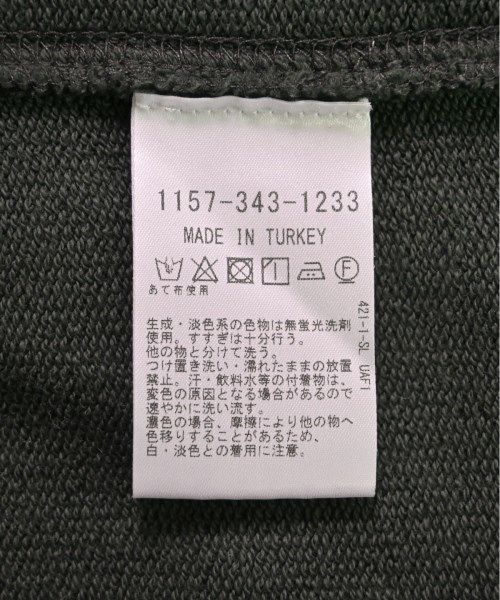 1157-343-1233
MADE IN TURKEY
あて布使用
生成・淡色系の色物は無蛍光洗剤
使用。すすぎは十分行う。
他の物と分けて洗う。
つけ置き洗い・濡れたままの放置
禁止。汗・飲料水等の付着物は、
変色の原因となる場合があるので
速やかに洗い流す。
濃色の場合、摩擦により他の物へ
色移りすることがあるため、
白・淡色との着用に注意。
421-1-SL UAF1